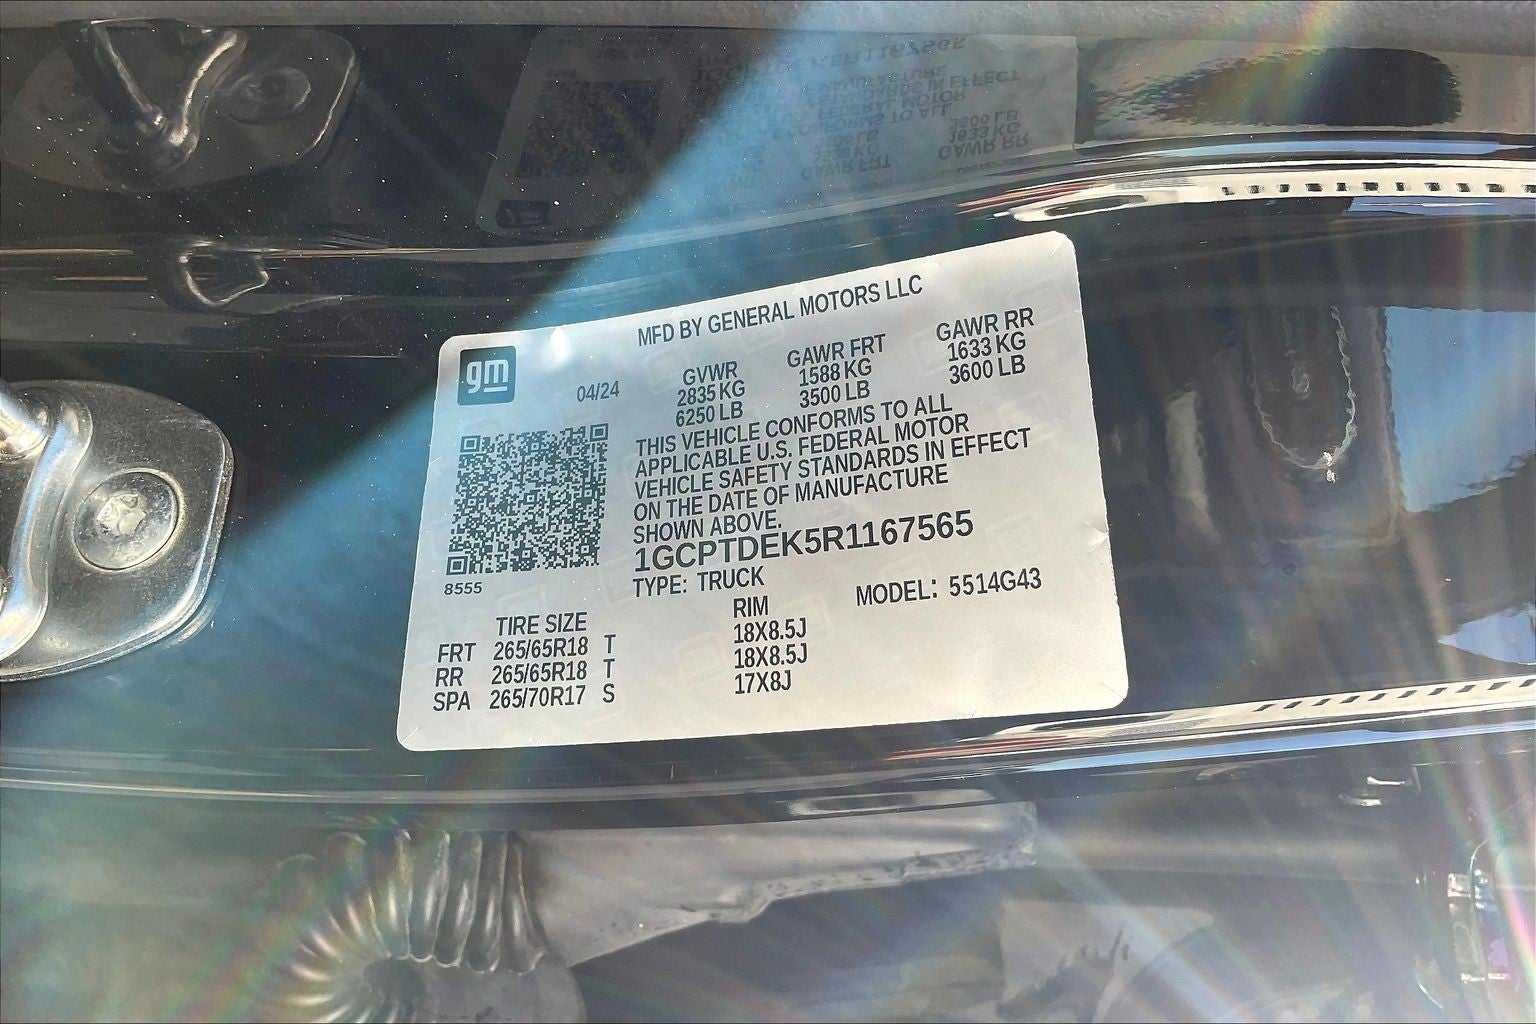 MFD BY GENERAL MOTORS LLC
gm
04/24
GVWR GAWR FRT GAWR RR
2835 KG 1588 KG 1633 KG
6250 LB 3500 LB 3600 LB
THIS VEHICLE CONFORMS TO ALL
APPLICABLE U.S. FEDERAL MOTOR
VEHICLE SAFETY STANDARDS IN EFFECT
ON THE DATE OF MANUFACTURE
SHOWN ABOVE.
1GCPTDEK5R1167565
8555
TYPE: TRUCK MODEL: 5514G43
TIRE SIZE RIM
FRT 265/65R18 T 18X8.5J
RR 265/65R18 T 18X8.5J
SPA 265/70R17 S 17X8J